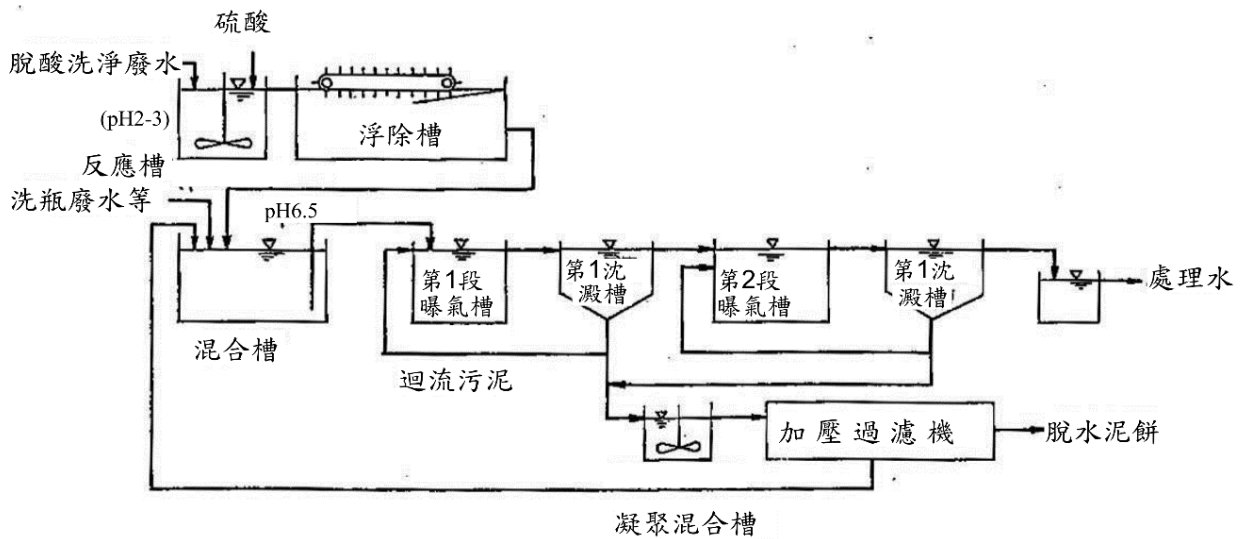 硫酸
脫酸洗淨廢水
(pH2-3)
浮除槽
反應槽
洗瓶廢水等
pH6.5
第1段
曝氣槽
第1沈
澱槽
第2段
曝氣槽
第1沈
澱槽
處理水
混合槽
迴流污泥
加壓過濾機
脫水泥餅
凝聚混合槽